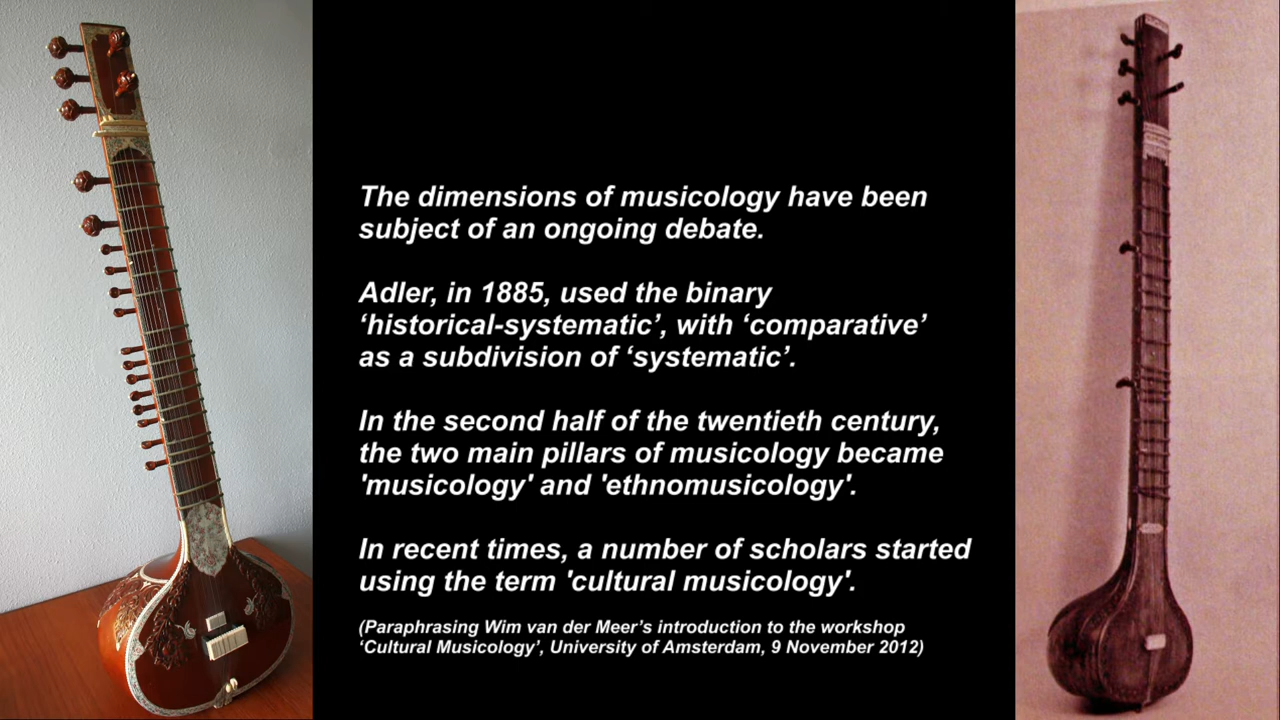 The dimensions of musicology have been
subject of an ongoing debate.
Adler, in 1885, used the binary
‘historical-systematic’, with ‘comparative’
as a subdivision of ‘systematic’.
In the second half of the twentieth century,
the two main pillars of musicology became
'musicology' and 'ethnomusicology'.
In recent times, a number of scholars started
using the term 'cultural musicology'.
(Paraphrasing Wim van der Meer’s introduction to the workshop
‘Cultural Musicology’, University of Amsterdam, 9 November 2012)